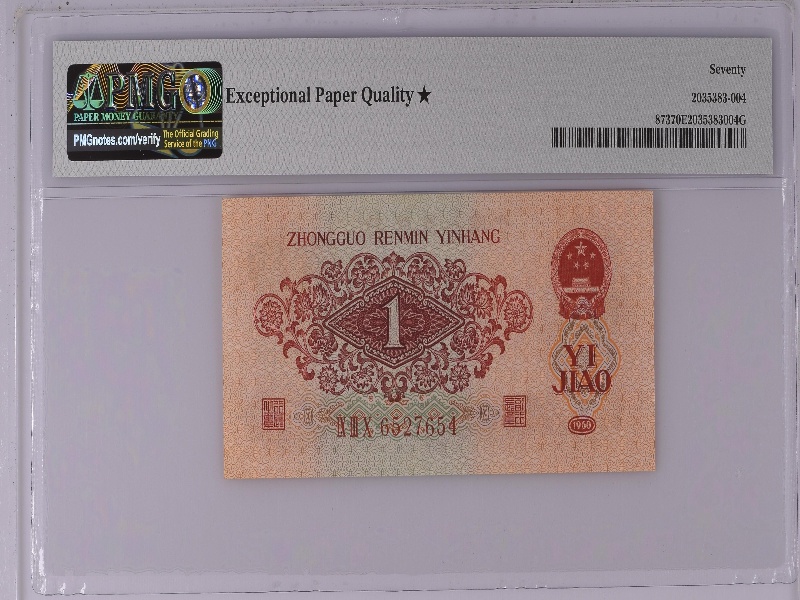 PMG
PAPER MONEY GUARANTY
PMGnotes.com/verify
The Official Grading
Service of the PNG
Exceptional Paper Quality ★
Seventy
2035383-004
87370E2035383004G
ZHONGGUO RENMIN YINHANG
1
YI
JIAO
1960
6527654